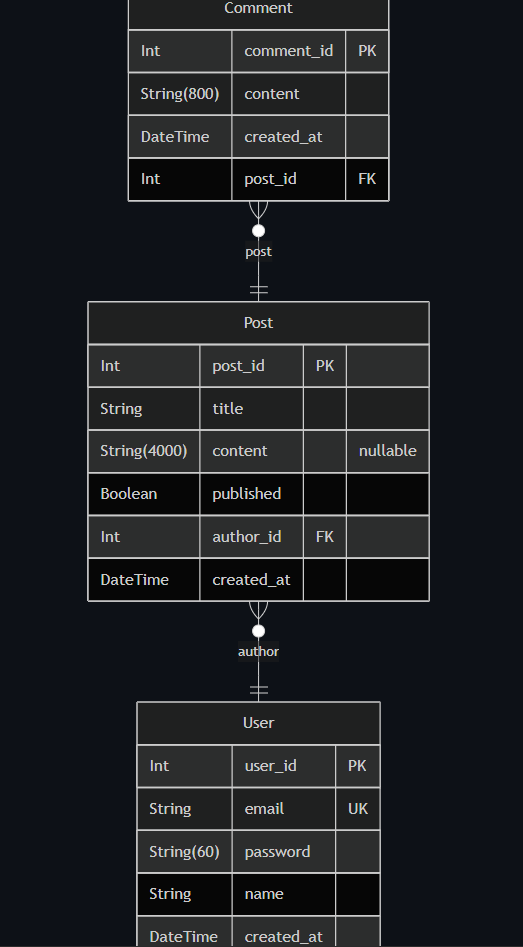 Comment
Int comment_id PK
String(800) content
DateTime created_at
Int post_id FK
post
Post
Int post_id PK
String title
String(4000) content nullable
Boolean published
Int author_id FK
DateTime created_at
author
User
Int user_id PK
String email UK
String(60) password
String name
DateTime created_at